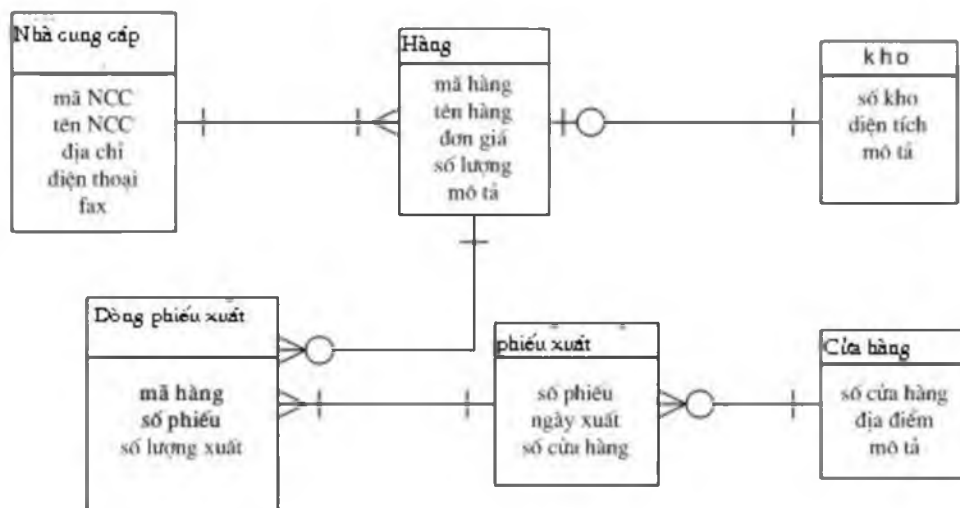 Nhà cung cấp
mã NCC
tên NCC
địa chỉ
điện thoại
fax
Hàng
mã hàng
tên hàng
đơn giá
số lượng
mô tả
kho
số kho
diện tích
mô tả
Dòng phiếu xuất
mã hàng
số phiếu
số lượng xuất
phiếu xuất
số phiếu
ngày xuất
số cửa hàng
Cửa hàng
số cửa hàng
địa điểm
mô tả